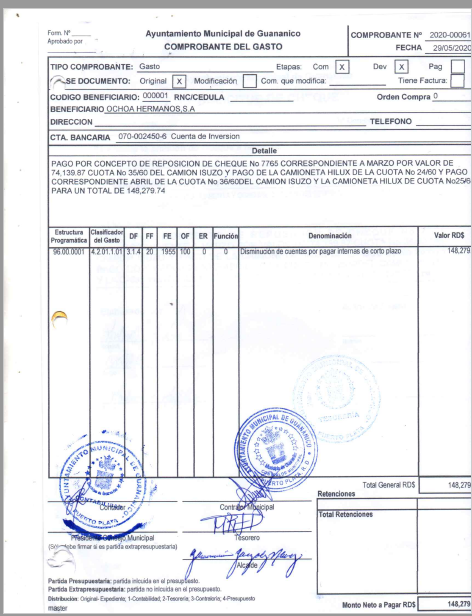 Form. Nº
Aprobado por
Ayuntamiento Municipal de Guananico
COMPROBANTE DEL GASTO
COMPROBANTE Nº 2020-00061
FECHA 29/05/2020
TIPO COMPROBANTE: Gasto Etapas: Com X Dev X Pag
SE DOCUMENTO: Original X Modificación Com. que modifica: Tiene Factura:
CODIGO BENEFICIARIO: 000001 RNC/CEDULA Orden Compra 0
BENEFICIARIO OCHOA HERMANOS,S.A
DIRECCION TELEFONO
CTA. BANCARIA 070-002450-6 Cuenta de Inversion
Detalle
PAGO POR CONCEPTO DE REPOSICION DE CHEQUE No 7765 CORRESPONDIENTE A MARZO POR VALOR DE
74,139.87 CUOTA No 35/60 DEL CAMION ISUZO Y PAGO DE LA CAMIONETA HILUX DE LA CUOTA No 24/60 Y PAGO
CORRESPONDIENTE ABRIL DE LA CUOTA No 36/60DEL CAMION ISUZO Y LA CAMIONETA HILUX DE CUOTA No25/6
PARA UN TOTAL DE 148,279.74
Estructura Programática Clasificador del Gasto DF FF FE OF ER Función Denominación Valor RD$
96.00.0001 4.2.01.1.01 3.1.4 20 1955 100 0 0 Disminución de cuentas por pagar internas de corto plazo 148,279
Total General RD$ 148,279
Retenciones
Contador Contralor Municipal
Total Retenciones
Presidente Concejo Municipal Tesorero
(Sólo debe firmar si es partida extrapresupuestaria)
Alcalde
Partida Presupuestaria: partida inlcuida en el presupuesto.
Partida Extrapresupuestaria: partida no inlcuida en el presupuesto.
Distribución: Original-Expediente; 1-Contabilidad; 2-Tesorería; 3-Contraloría; 4-Presupuesto
master
Monto Neto a Pagar RD$ 148,279